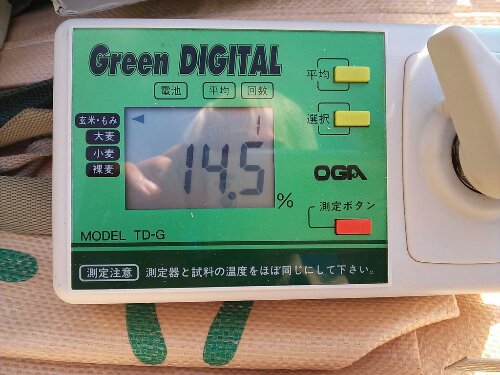 Green DIGITAL
電池 平均 回数
平均
玄米・もみ
大麦
小麦
裸麦
1
14.5 %
選択
OGA
測定ボタン
MODEL TD-G
測定注意 測定器と試料の温度をほぼ同じにして下さい。